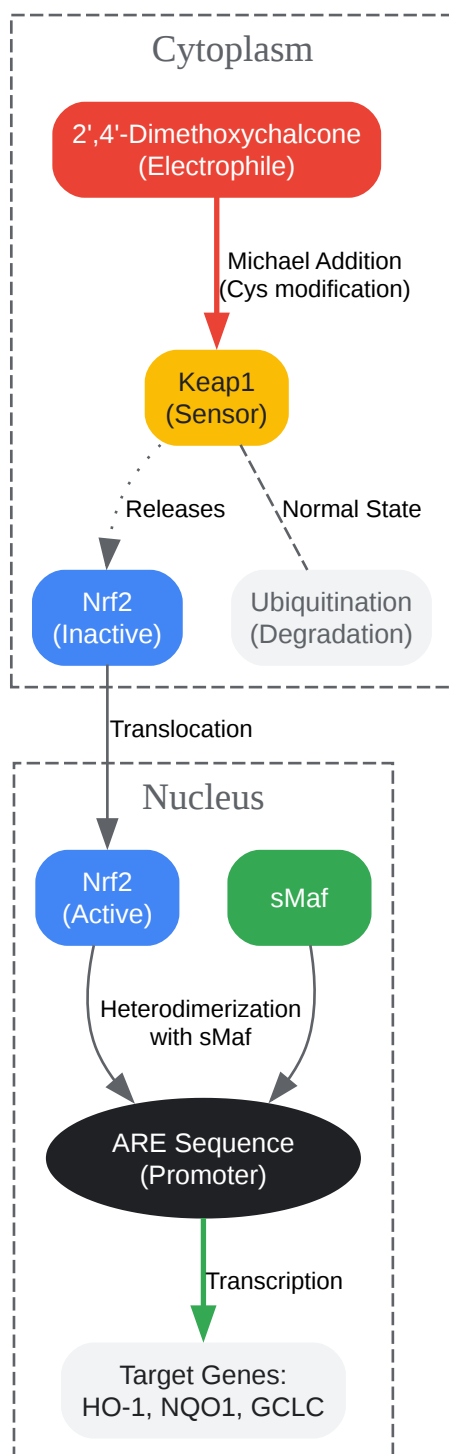 Cytoplasm
2',4'-Dimethoxychalcone
(Electrophile)
Michael Addition
(Cys modification)
Keap1
(Sensor)
Releases
Normal State
Nrf2
(Inactive)
Ubiquitination
(Degradation)
Translocation
Nucleus
Nrf2
(Active)
sMaf
Heterodimerization
with sMaf
ARE Sequence
(Promoter)
Transcription
Target Genes:
HO-1, NQO1, GCLC